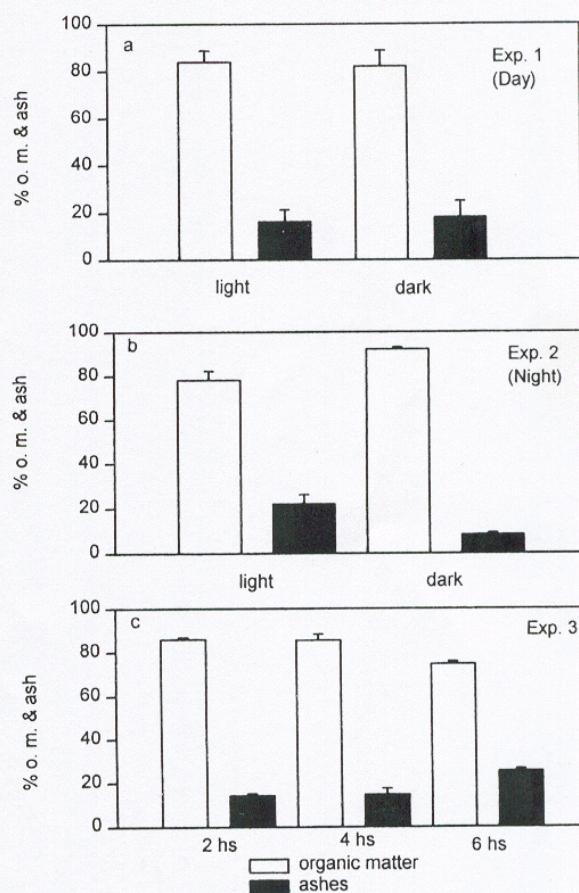 100
80
60
40
20
0
% o. m. & ash
a
Exp. 1
(Day)
light
dark
100
80
60
40
20
0
% o. m. & ash
b
Exp. 2
(Night)
light
dark
100
80
60
40
20
0
% o. m. & ash
c
Exp. 3
2 hs
4 hs
6 hs
organic matter
ashes